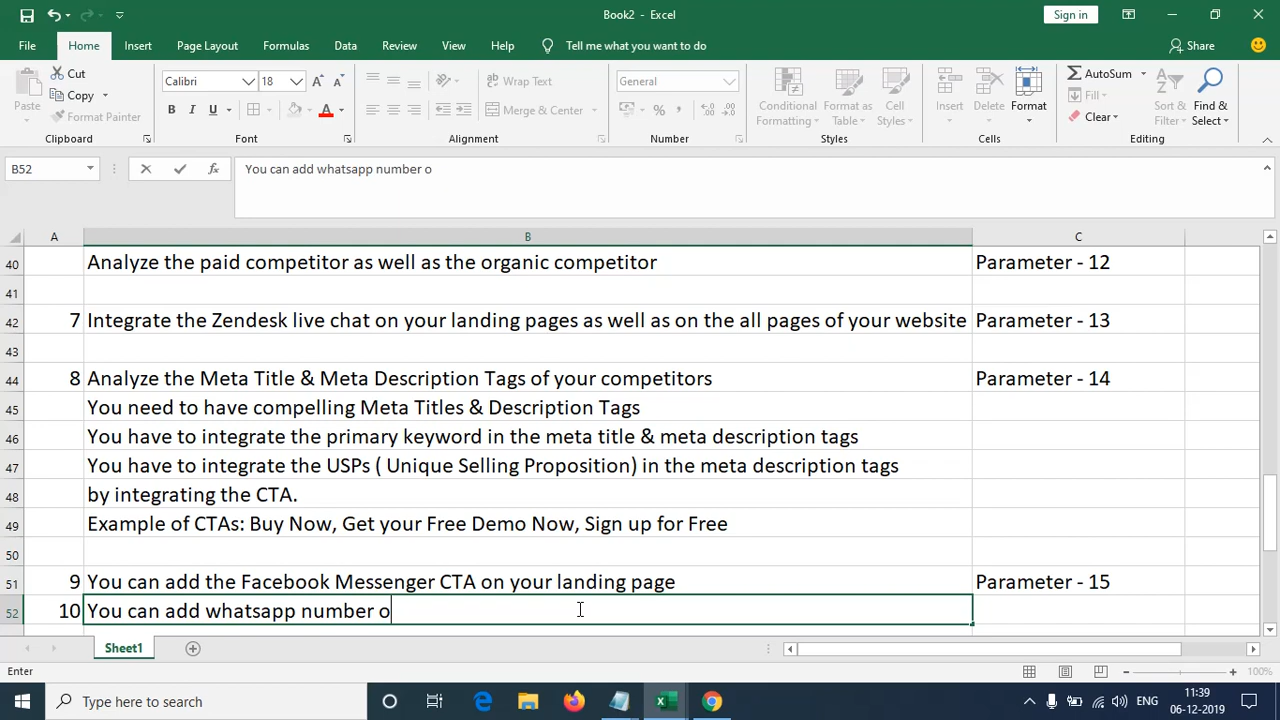 Book2 - Excel
Sign in
File Home Insert Page Layout Formulas Data Review View Help Tell me what you want to do Share
Paste
Cut
Copy
Format Painter
Clipboard
Calibri 18
B I U
Font
Wrap Text
Merge & Center
Alignment
General
Number
Conditional Formatting
Format as Table
Cell Styles
Styles
Insert Delete Format
Cells
AutoSum
Fill
Clear
Sort & Filter
Find & Select
Editing
B52 fx You can add whatsapp number o
A B C
40 Analyze the paid competitor as well as the organic competitor Parameter - 12
41
42 7 Integrate the Zendesk live chat on your landing pages as well as on the all pages of your website Parameter - 13
43
44 8 Analyze the Meta Title & Meta Description Tags of your competitors Parameter - 14
45 You need to have compelling Meta Titles & Description Tags
46 You have to integrate the primary keyword in the meta title & meta description tags
47 You have to integrate the USPs ( Unique Selling Proposition) in the meta description tags
48 by integrating the CTA.
49 Example of CTAs: Buy Now, Get your Free Demo Now, Sign up for Free
50
51 9 You can add the Facebook Messenger CTA on your landing page Parameter - 15
52 10 You can add whatsapp number o
Sheet1
Enter 100%
Type here to search
ENG
11:39
06-12-2019